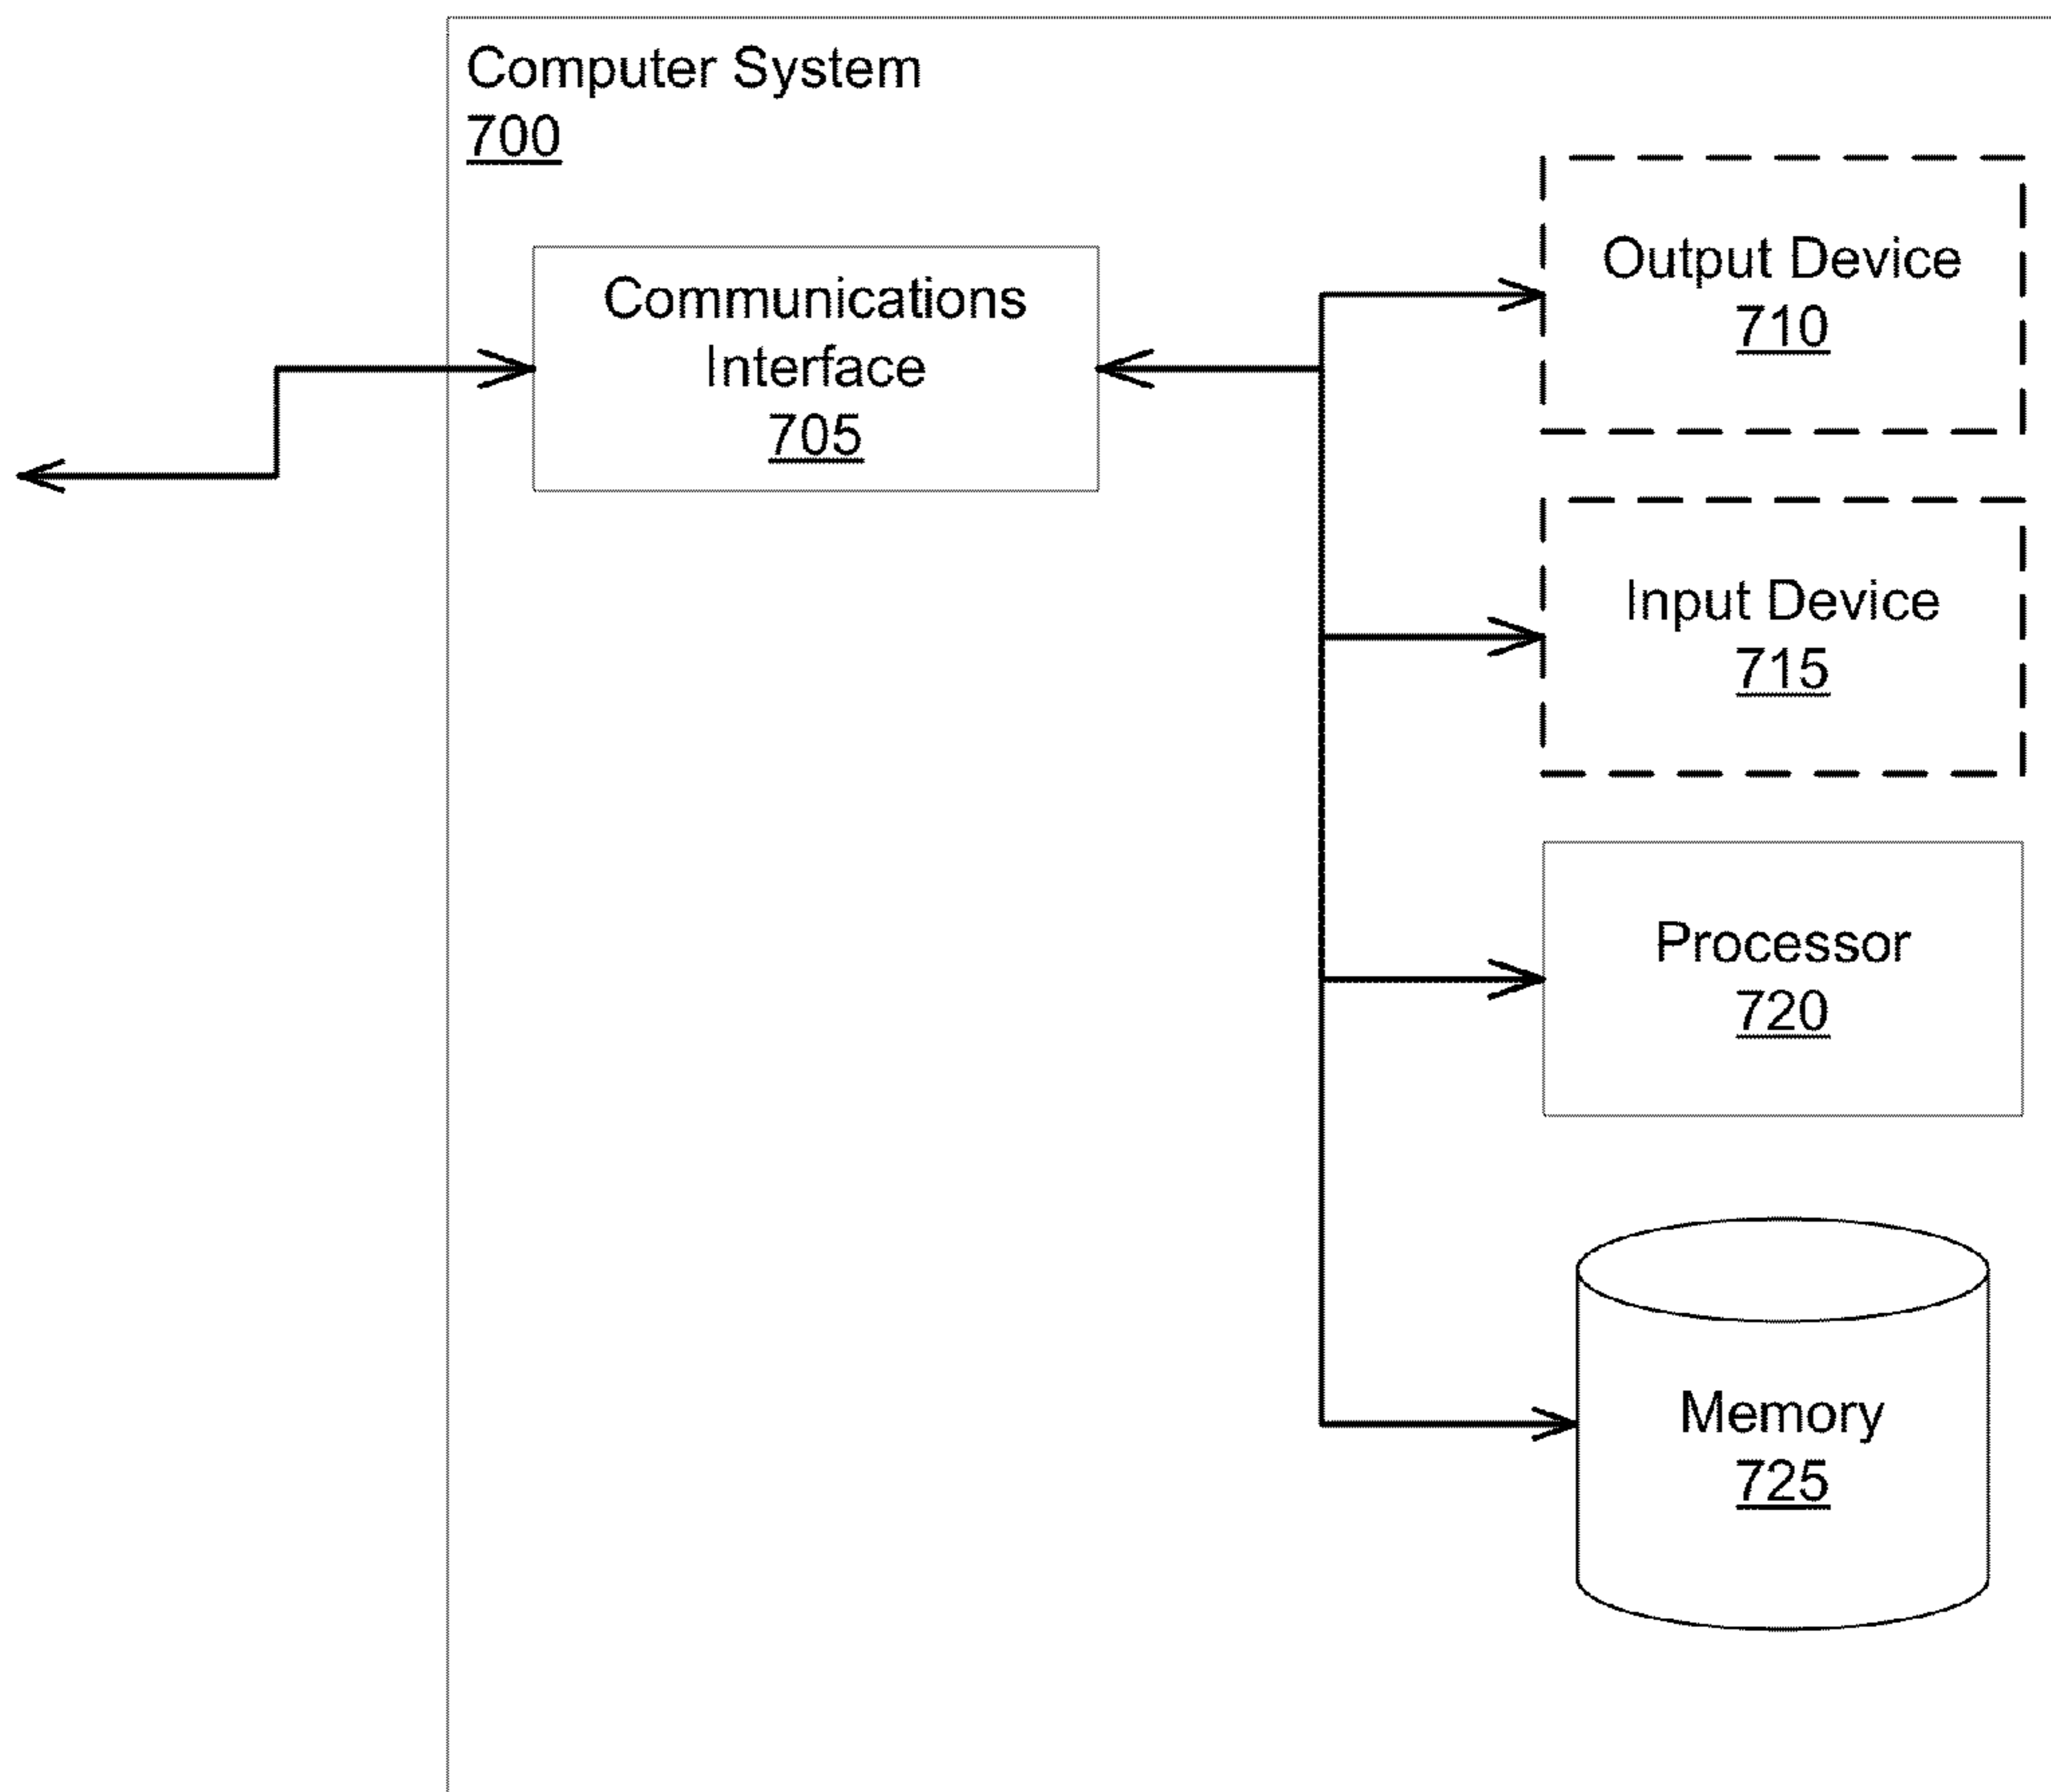 Computer System
700
Communications
Interface
705
Output Device
710
Input Device
715
Processor
720
Memory
725